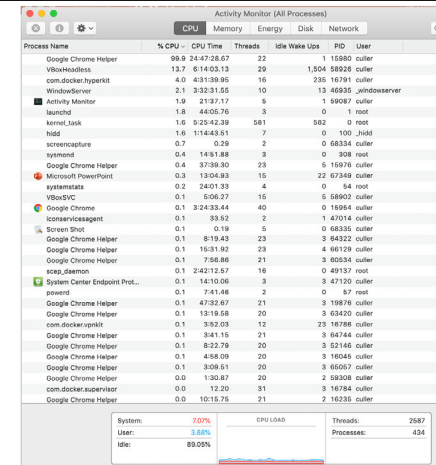 Activity Monitor (All Processes)
CPU Memory Energy Disk Network
Process Name % CPU CPU Time Threads Idle Wake Ups PID User
Google Chrome Helper 99.9 24:47:28.67 22 1 15980 culler
VBoxHeadless 13.7 6:14:03.13 29 1,504 58926 culler
com.docker.hyperkit 4.0 4:31:39.95 16 235 16791 culler
WindowServer 2.1 3:32:31.55 10 13 46935 _windowserver
Activity Monitor 1.9 21:37.17 5 1 59087 culler
launchd 1.8 44:05.76 3 0 1 root
kernel_task 1.6 5:25:42.39 581 582 0 root
hidd 1.6 1:14:43.51 7 0 100 _hidd
screencapture 0.7 0.29 2 0 68334 culler
sysmond 0.4 14:51.88 3 0 308 root
Google Chrome Helper 0.4 37:39.30 23 5 15976 culler
Microsoft PowerPoint 0.3 13:04.93 15 22 67349 culler
systemstats 0.2 24:01.33 4 0 54 root
VBoxSVC 0.1 5:06.27 15 5 58902 culler
Google Chrome 0.1 3:24:33.44 40 0 15954 culler
iconservicesagent 0.1 33.52 2 1 47014 culler
Screen Shot 0.1 0.19 5 0 68335 culler
Google Chrome Helper 0.1 8:19.43 23 3 64322 culler
Google Chrome Helper 0.1 15:31.92 23 4 66129 culler
Google Chrome Helper 0.1 7:56.86 21 3 60534 culler
scep_daemon 0.1 2:42:12.57 16 0 49137 root
System Center Endpoint Prot... 0.1 14:10.06 3 3 47120 culler
powerd 0.1 7:41.46 2 0 57 root
Google Chrome Helper 0.1 47:32.67 21 3 19876 culler
Google Chrome Helper 0.1 13:19.58 20 3 63420 culler
com.docker.vpnkit 0.1 3:52.03 12 23 16786 culler
Google Chrome Helper 0.1 3:41.15 21 3 64744 culler
Google Chrome Helper 0.1 8:22.79 20 3 52146 culler
Google Chrome Helper 0.1 4:58.09 20 3 16045 culler
Google Chrome Helper 0.1 3:09.51 20 3 65057 culler
Google Chrome Helper 0.0 1:30.87 20 2 59308 culler
com.docker.supervisor 0.0 12.20 31 3 16784 culler
Google Chrome Helper 0.0 10:15.75 21 2 16235 culler
System: 7.07% CPU LOAD Threads: 2587
User: 3.88% Processes: 434
Idle: 89.05%